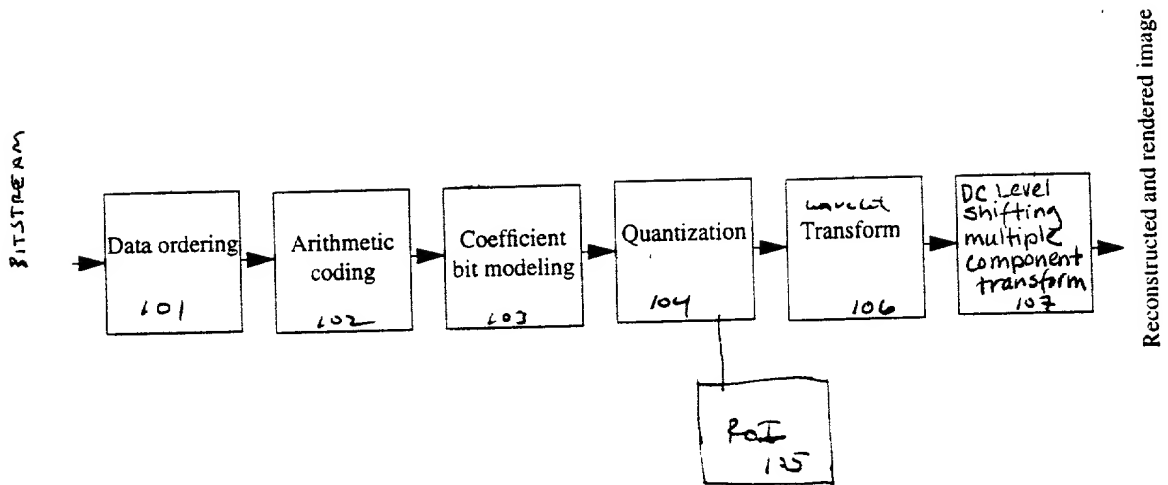 BITSTREAM
Data ordering
101
Arithmetic
coding
102
Coefficient
bit modeling
103
Quantization
104
wavelet
Transform
106
DC Level
shifting
multiple
component
transform
107
RoI
125
Reconstructed and rendered image